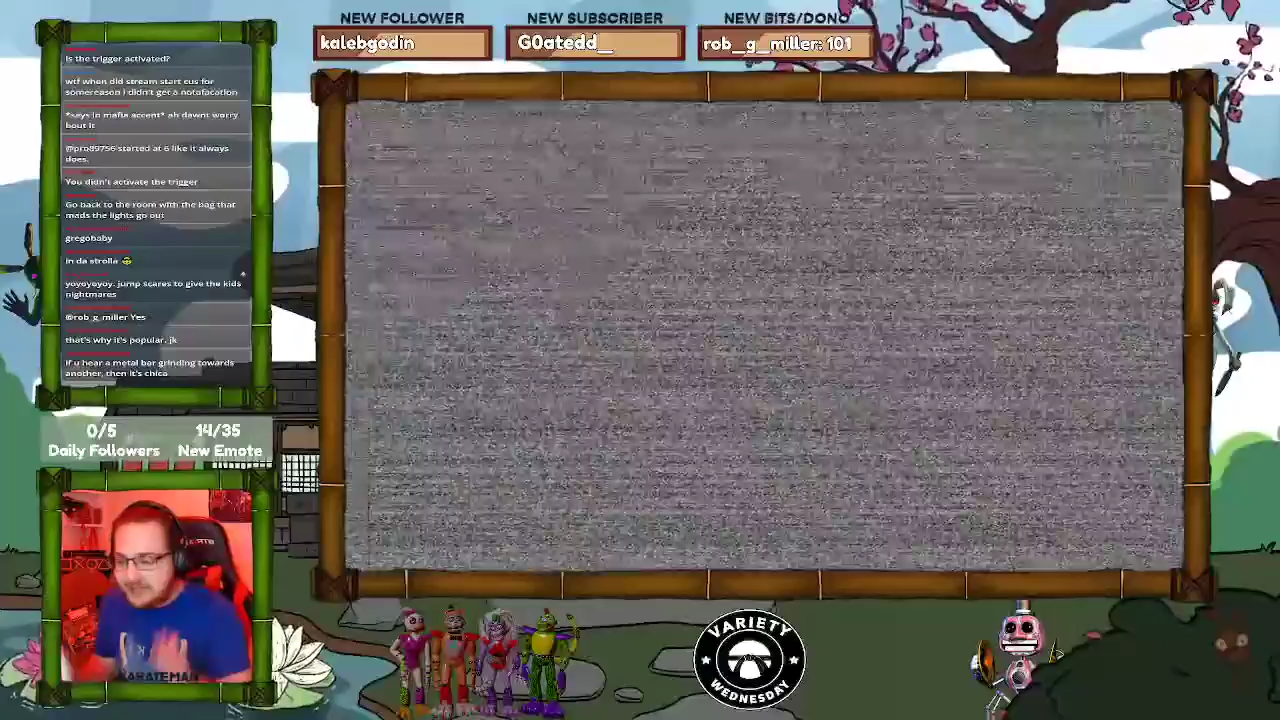 NEW FOLLOWER
NEW SUBSCRIBER
NEW BITS/DONO
kalebgodin
G0atedd_
rob_g_miller: 101
Is the trigger activated?
wtf when did stream start cus for
somereason i didn't get a notafacation
*says in mafia accent* ah dawnt worry
bout it
@pro89756 started at 6 like it always
does.
You didn't activate the trigger
Go back to the room with the bag that
mads the lights go out
gregobaby
in da strolla
yoyoyoyoy. jump scares to give the kids
nightmares
@rob_g_miller Yes
that's why it's popular. jk
if u hear a metal bar grinding towards
another, then it's chica
0/5
14/35
Daily Followers
New Emote
KARATEMAN
VARIETY
WEDNESDAY